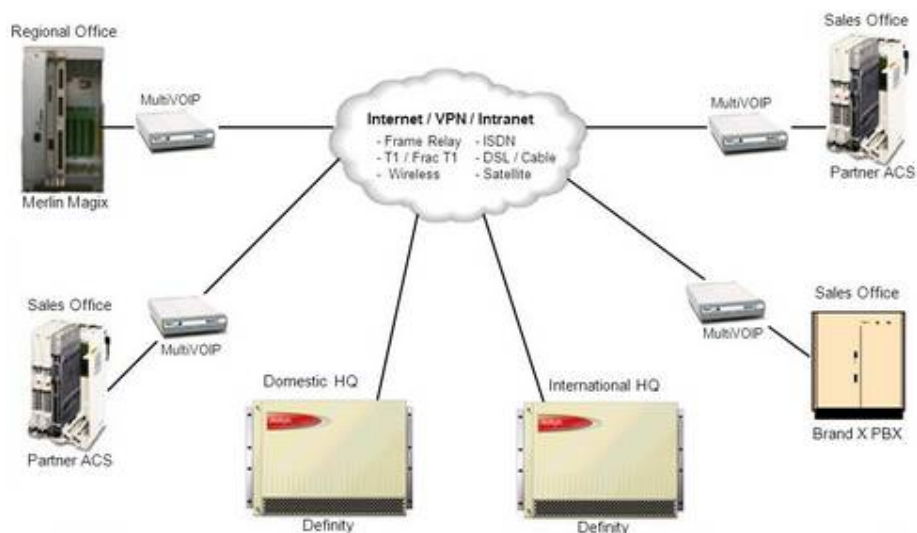 Regional Office
Sales Office
MultiVOIP
MultiVOIP
Internet / VPN / Intranet
- Frame Relay - ISDN
- T1 / Frac T1 - DSL / Cable
- Wireless - Satellite
Merlin Magix
Partner ACS
Sales Office
MultiVOIP
Sales Office
MultiVOIP
Domestic HQ
International HQ
Partner ACS
Brand X PBX
Definity
Definity